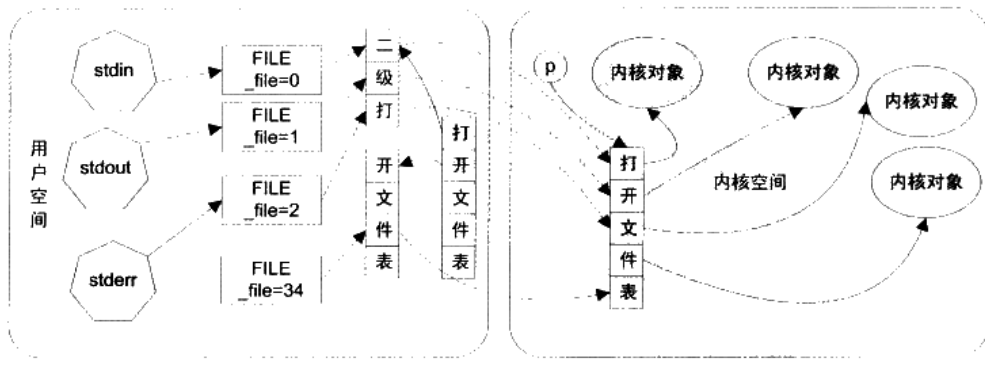 用户空间
stdin
stdout
stderr
FILE
_file=0
FILE
_file=1
FILE
_file=2
FILE
_file=34
二级打
开文件表
打开文件表
p
打开文件表
内核对象
内核对象
内核对象
内核对象
内核空间